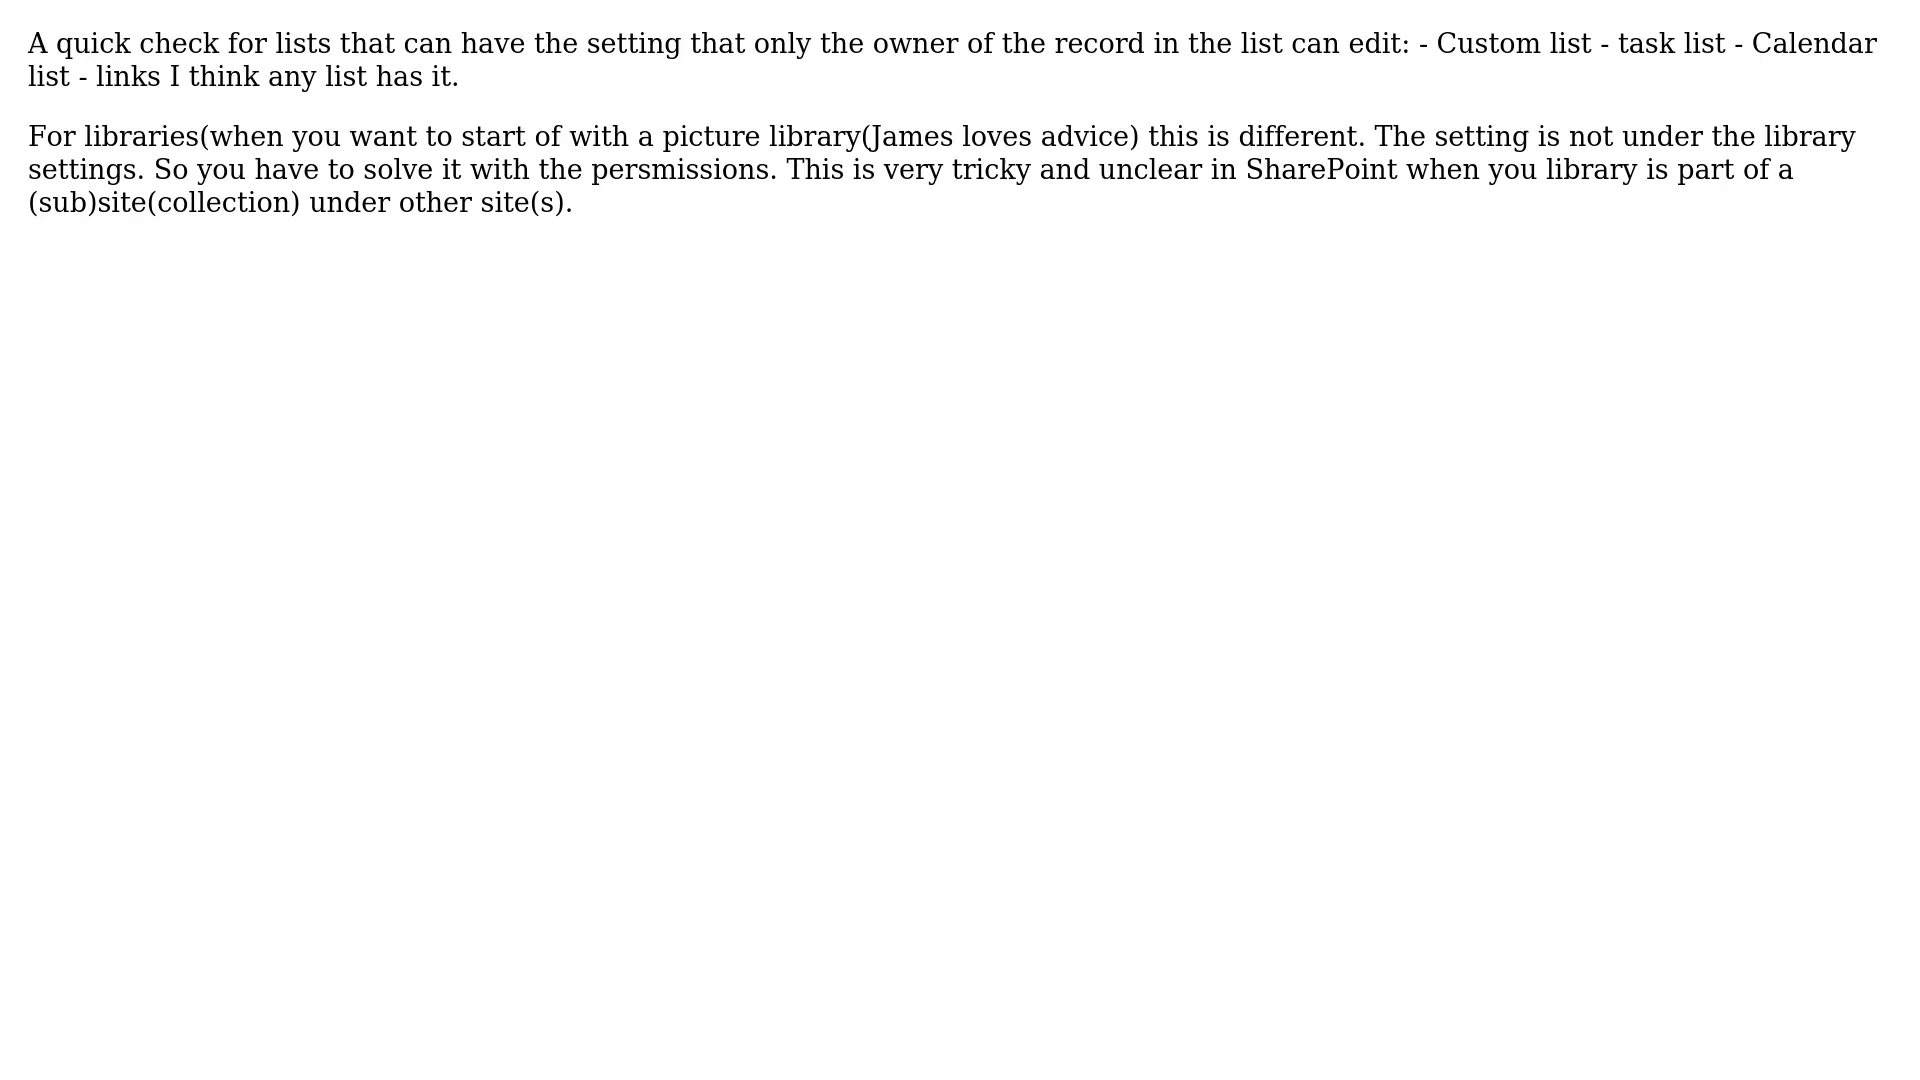 A quick check for lists that can have the setting that only the owner of the record in the list can edit: - Custom list - task list - Calendar
list - links I think any list has it.
For libraries(when you want to start of with a picture library(James loves advice) this is different. The setting is not under the library
settings. So you have to solve it with the persmissions. This is very tricky and unclear in SharePoint when you library is part of a
(sub)site(collection) under other site(s).